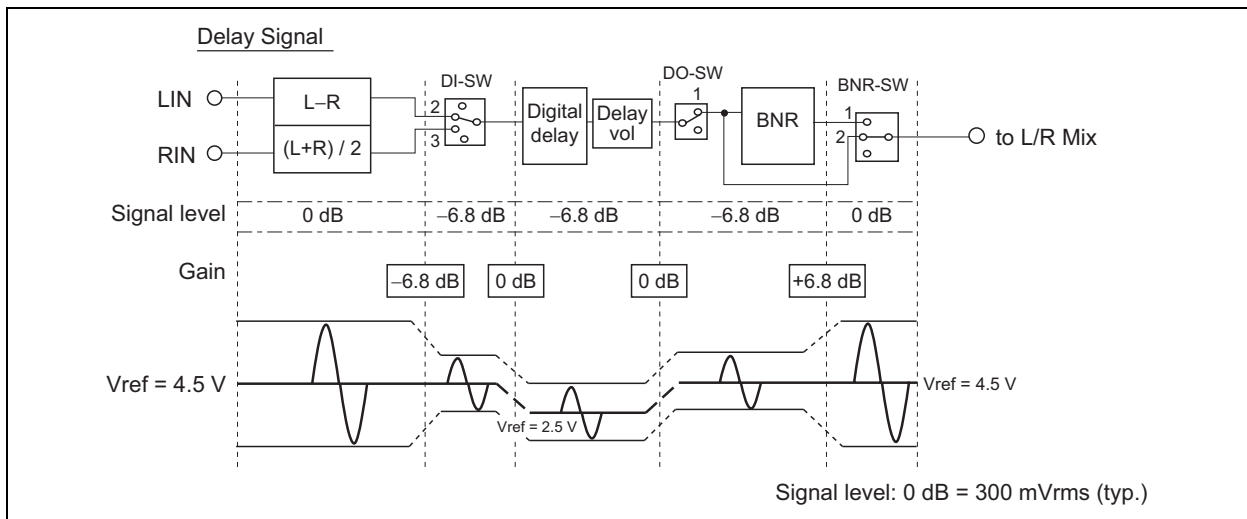 Delay Signal
LIN
RIN
L–R
(L+R) / 2
DI-SW
2
3
Digital
delay
Delay
vol
DO-SW
1
BNR
BNR-SW
1
2
to L/R Mix
Signal level
0 dB
–6.8 dB
–6.8 dB
–6.8 dB
0 dB
Gain
–6.8 dB
0 dB
0 dB
+6.8 dB
Vref = 4.5 V
Vref = 2.5 V
Vref = 4.5 V
Signal level: 0 dB = 300 mVrms (typ.)